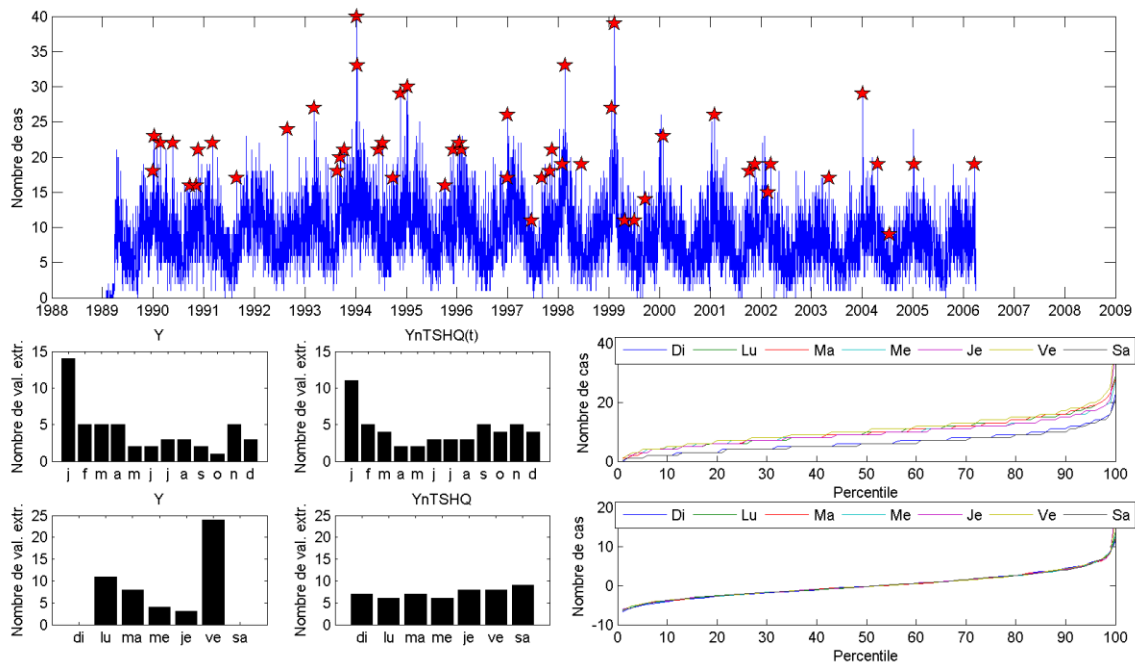 Nombre de cas
40
35
30
25
20
15
10
5
0
1988 1989 1990 1991 1992 1993 1994 1995 1996 1997 1998 1999 2000 2001 2002 2003 2004 2005 2006 2007 2008 2009
Y
Nombre de val. extr.
15
10
5
0
j f m a m j j a s o n d
YnTSHQ(t)
Nombre de val. extr.
15
10
5
0
j f m a m j j a s o n d
Nombre de cas
40
20
0
Di Lu Ma Me Je Ve Sa
10 20 30 40 50 60 70 80 90 100
Percentile
Y
Nombre de val. extr.
25
20
15
10
5
0
di lu ma me je ve sa
YnTSHQ
Nombre de val. extr.
25
20
15
10
5
0
di lu ma me je ve sa
Nombre de cas
20
10
0
-10
Di Lu Ma Me Je Ve Sa
10 20 30 40 50 60 70 80 90 100
Percentile